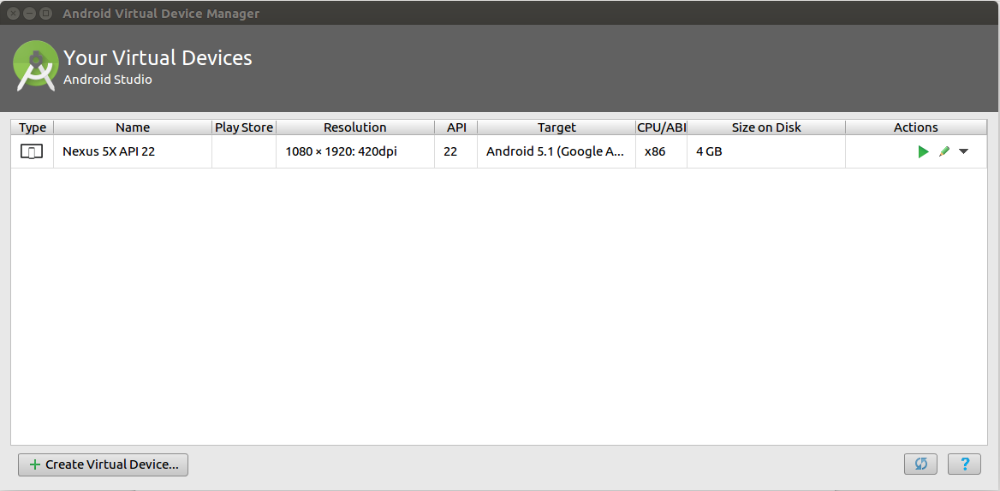 Android Virtual Device Manager
Your Virtual Devices
Android Studio
Type Name Play Store Resolution API Target CPU/ABI Size on Disk Actions
Nexus 5X API 22 1080 × 1920: 420dpi 22 Android 5.1 (Google A... x86 4 GB
+ Create Virtual Device... ?